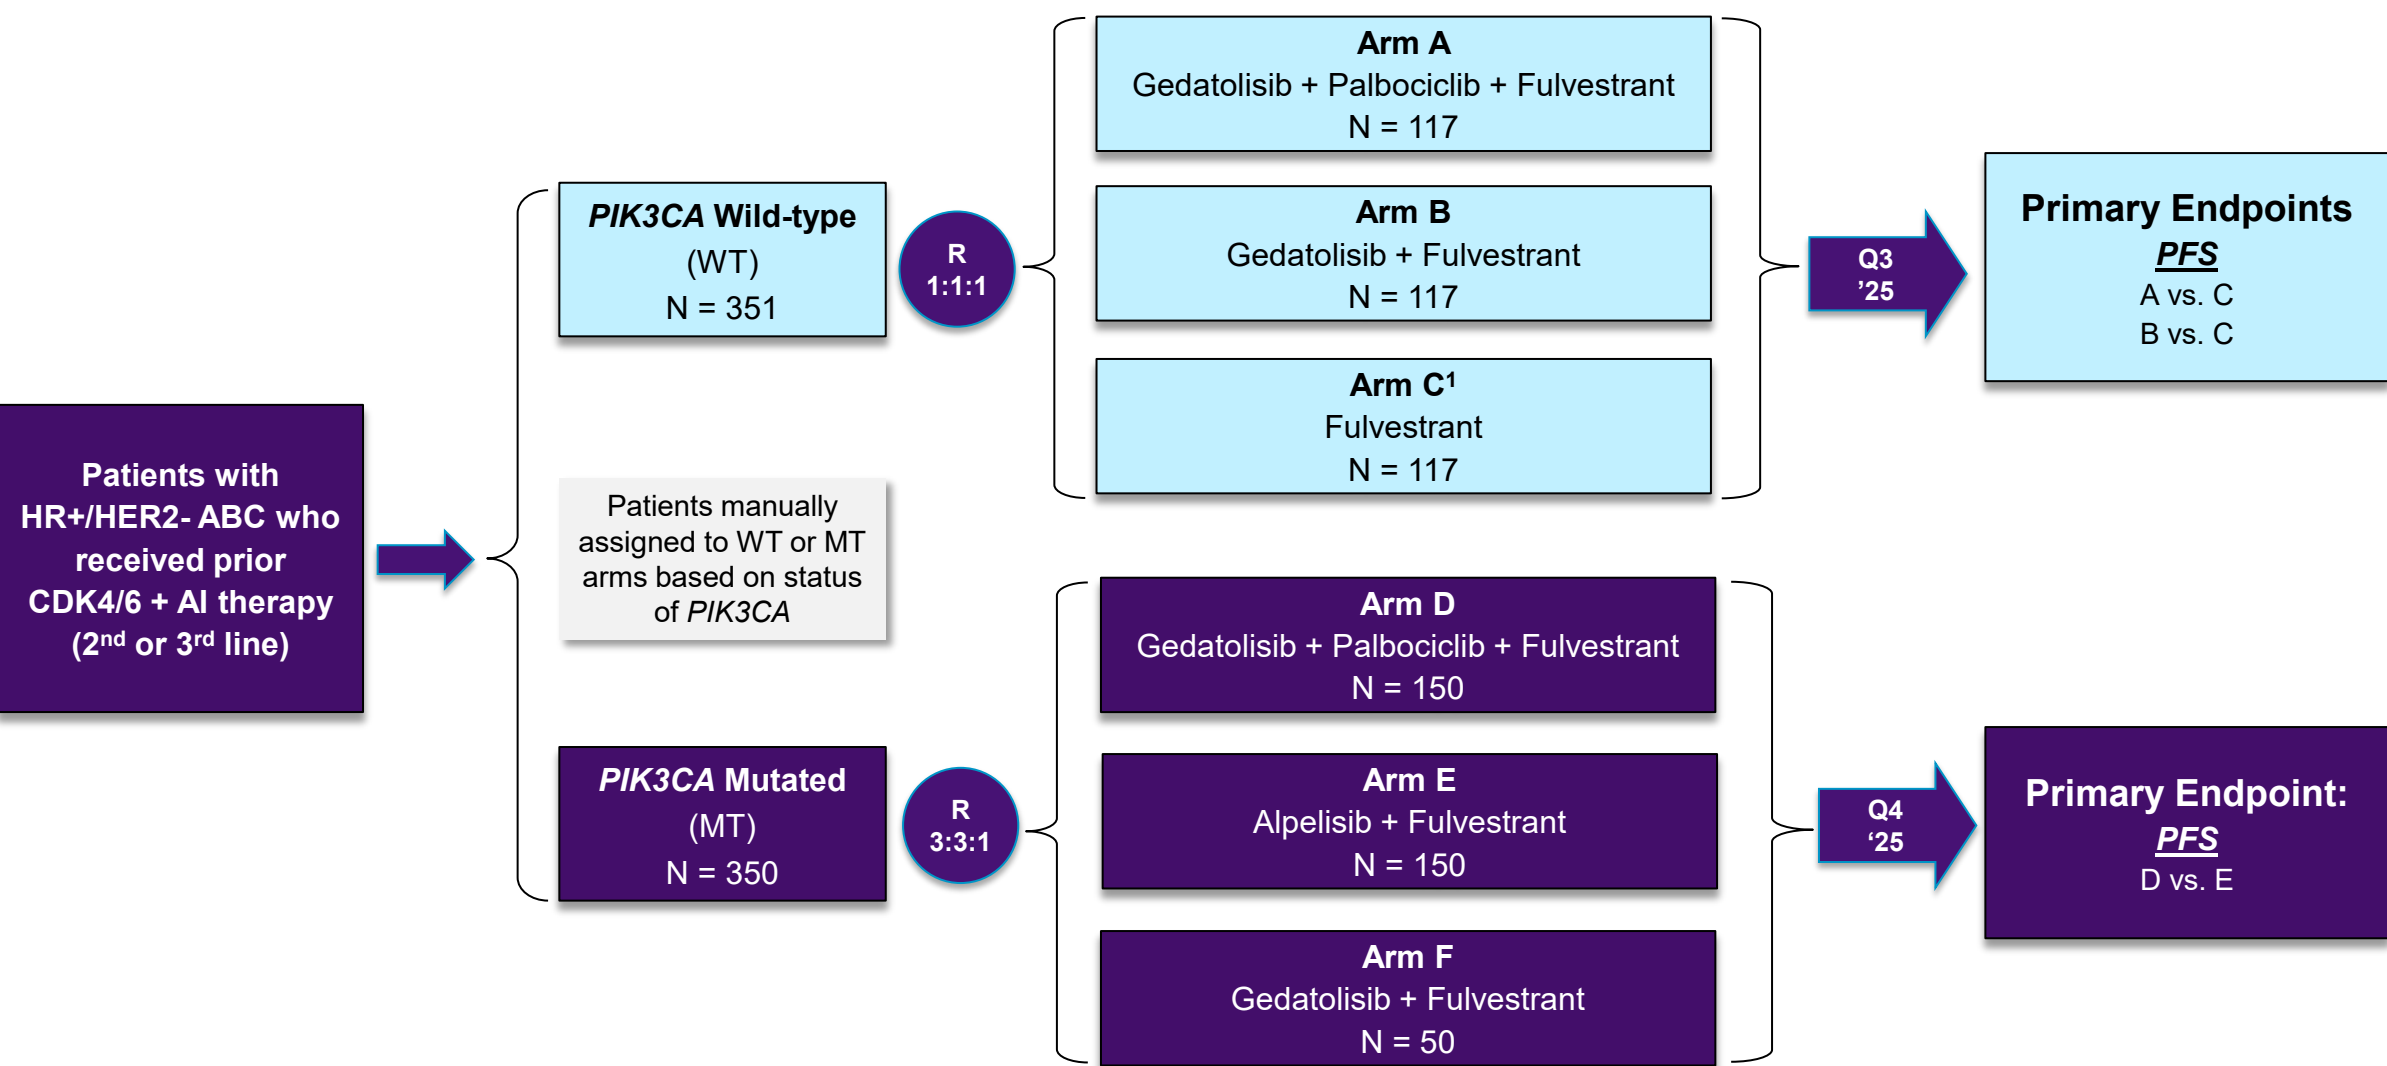 Patients with
HR+/HER2- ABC who
received prior
CDK4/6 + AI therapy
(2nd or 3rd line)
PIK3CA Wild-type
(WT)
N = 351
Patients manually
assigned to WT or MT
arms based on status
of PIK3CA
PIK3CA Mutated
(MT)
N = 350
R
1:1:1
R
3:3:1
Arm A
Gedatolisib + Palbociclib + Fulvestrant
N = 117
Arm B
Gedatolisib + Fulvestrant
N = 117
Arm C¹
Fulvestrant
N = 117
Arm D
Gedatolisib + Palbociclib + Fulvestrant
N = 150
Arm E
Alpelisib + Fulvestrant
N = 150
Arm F
Gedatolisib + Fulvestrant
N = 50
Q3
’25
Q4
‘25
Primary Endpoints
PFS
A vs. C
B vs. C
Primary Endpoint:
PFS
D vs. E